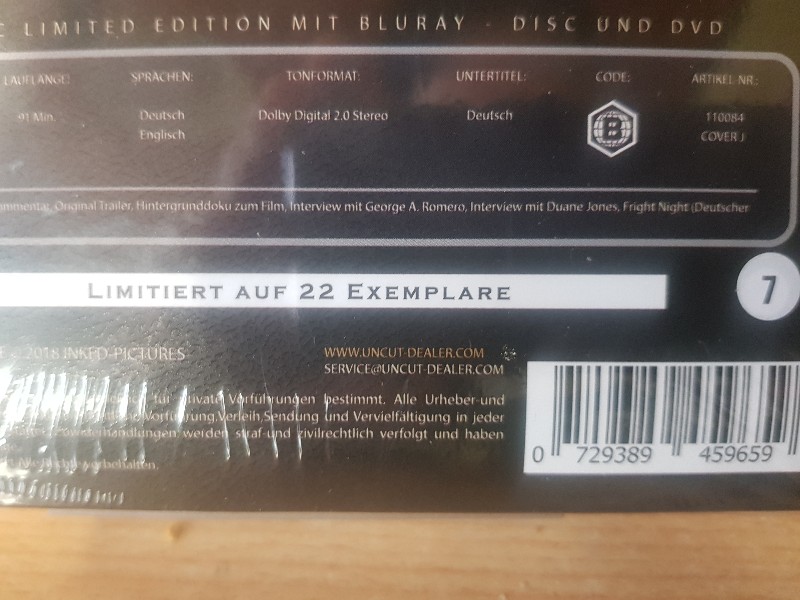 LIMITED EDITION MIT BLURAY - DISC UND DVD
LAUFLÄNGE: SPRACHEN: TONFORMAT: UNTERTITEL: CODE: ARTIKEL NR.:
91 Min. Deutsch Dolby Digital 2.0 Stereo Deutsch B 110084
Englisch COVER J
Original Trailer, Hintergrunddoku zum Film, Interview mit George A. Romero, Interview mit Duane Jones, Fright Night (Deutscher
LIMITIERT AUF 22 EXEMPLARE
7
2018 INKED-PICTURES WWW.UNCUT-DEALER.COM
SERVICE@UNCUT-DEALER.COM
für private Vorführungen bestimmt. Alle Urheber-und
Vorführung,Verleih,Sendung und Vervielfältigung in jeder
werden straf-und zivilrechtlich verfolgt und haben
vorbehalten.
0 729389 459659